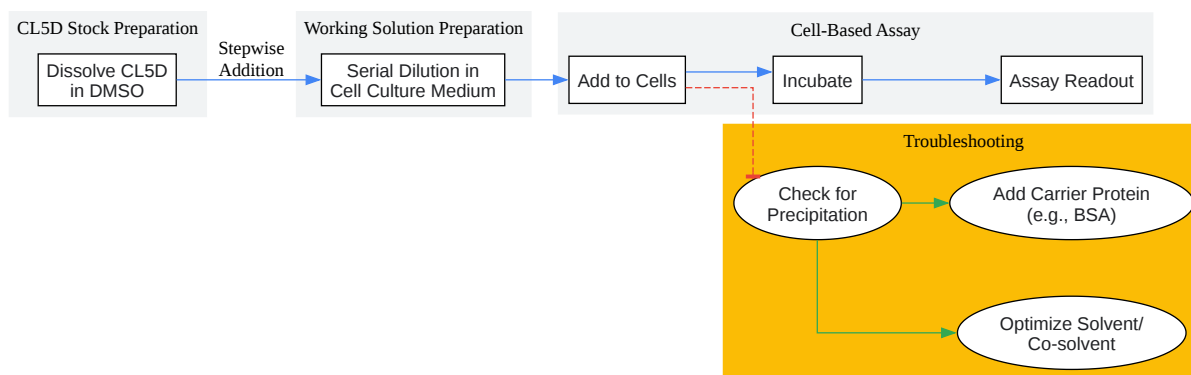 CL5D Stock Preparation
Dissolve CL5D
in DMSO
Stepwise
Addition
Working Solution Preparation
Serial Dilution in
Cell Culture Medium
Cell-Based Assay
Add to Cells
Incubate
Assay Readout
Troubleshooting
Check for
Precipitation
Add Carrier Protein
(e.g., BSA)
Optimize Solvent/
Co-solvent